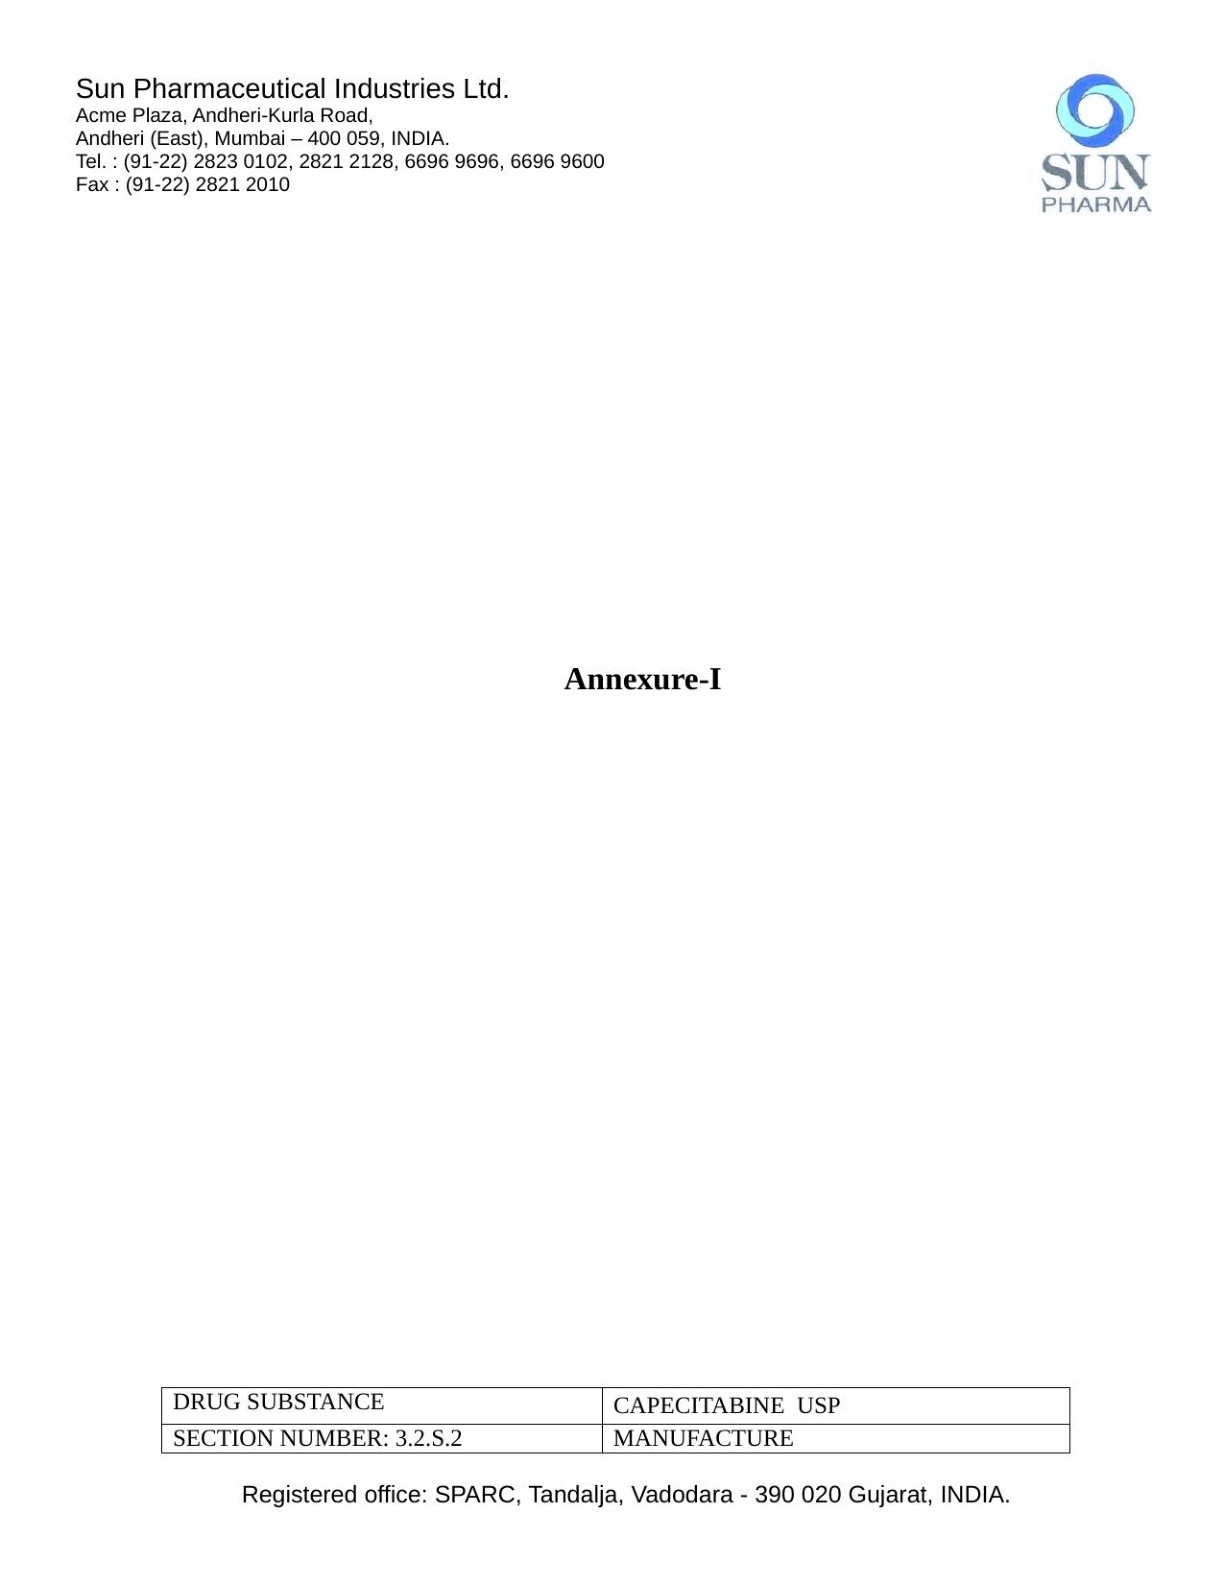 Sun Pharmaceutical Industries Ltd.
Acme Plaza, Andheri-Kurla Road,
Andheri (East), Mumbai – 400 059, INDIA.
Tel. : (91-22) 2823 0102, 2821 2128, 6696 9696, 6696 9600
Fax : (91-22) 2821 2010
SUN
PHARMA
Annexure-I
DRUG SUBSTANCE CAPECITABINE  USP
SECTION NUMBER: 3.2.S.2 MANUFACTURE
Registered office: SPARC, Tandalja, Vadodara - 390 020 Gujarat, INDIA.